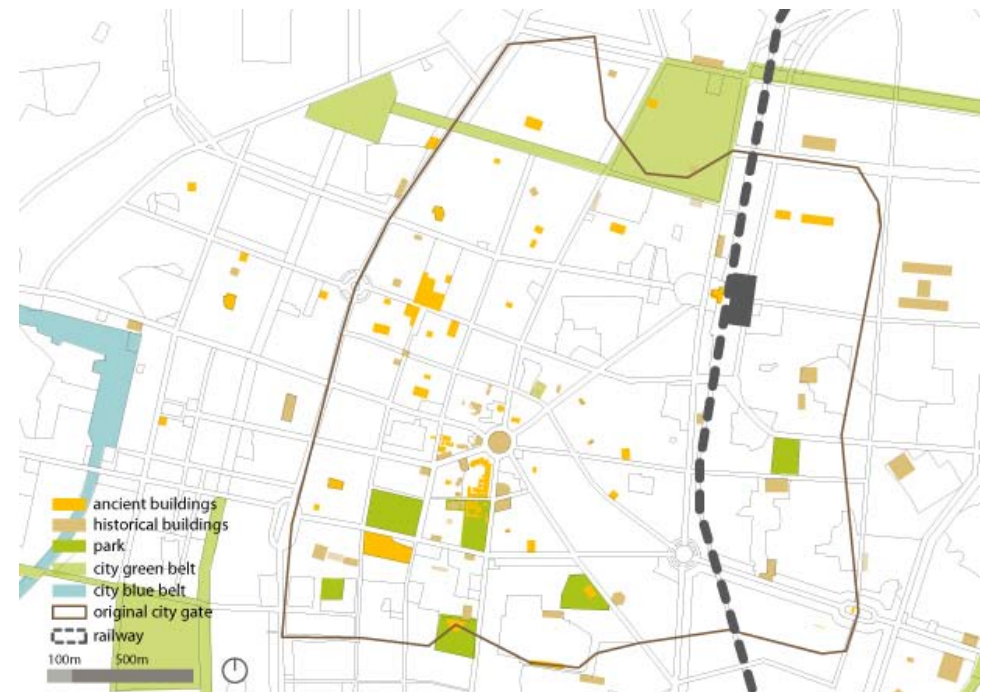 ancient buildings
historical buildings
park
city green belt
city blue belt
original city gate
railway
100m 500m